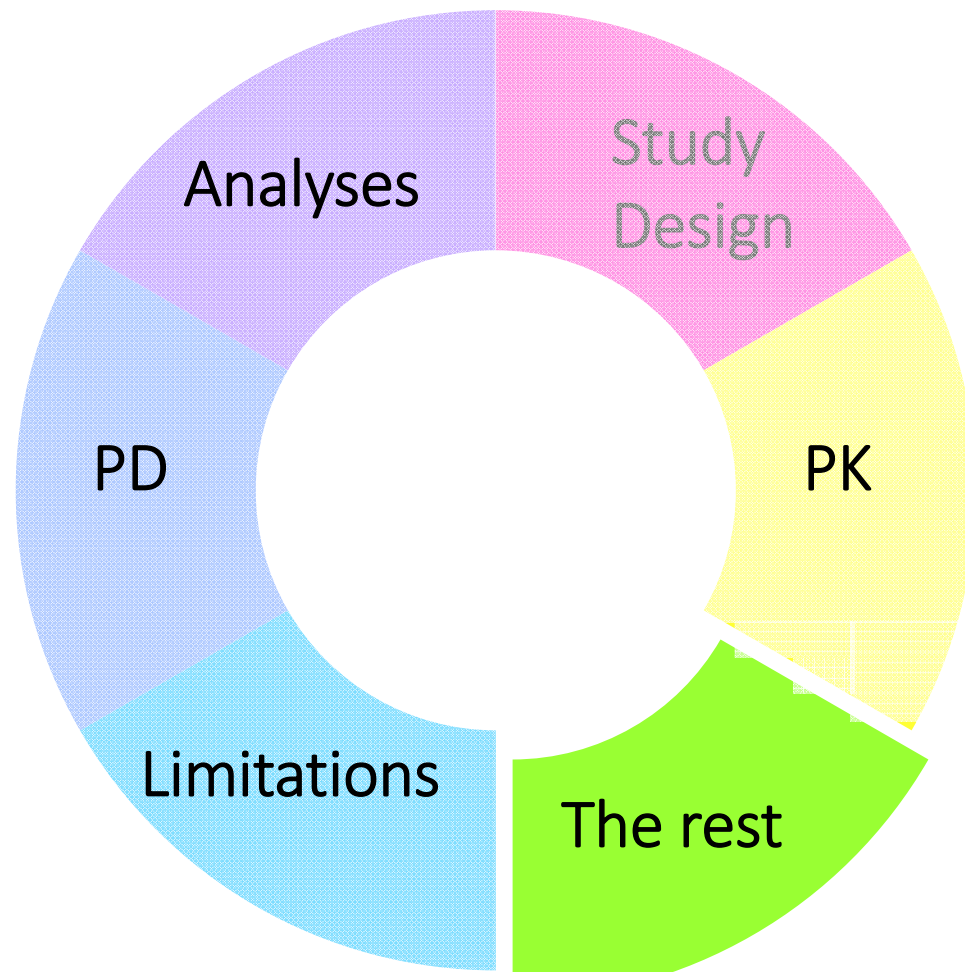 Study
Design
Analyses
PD
PK
Limitations
The rest